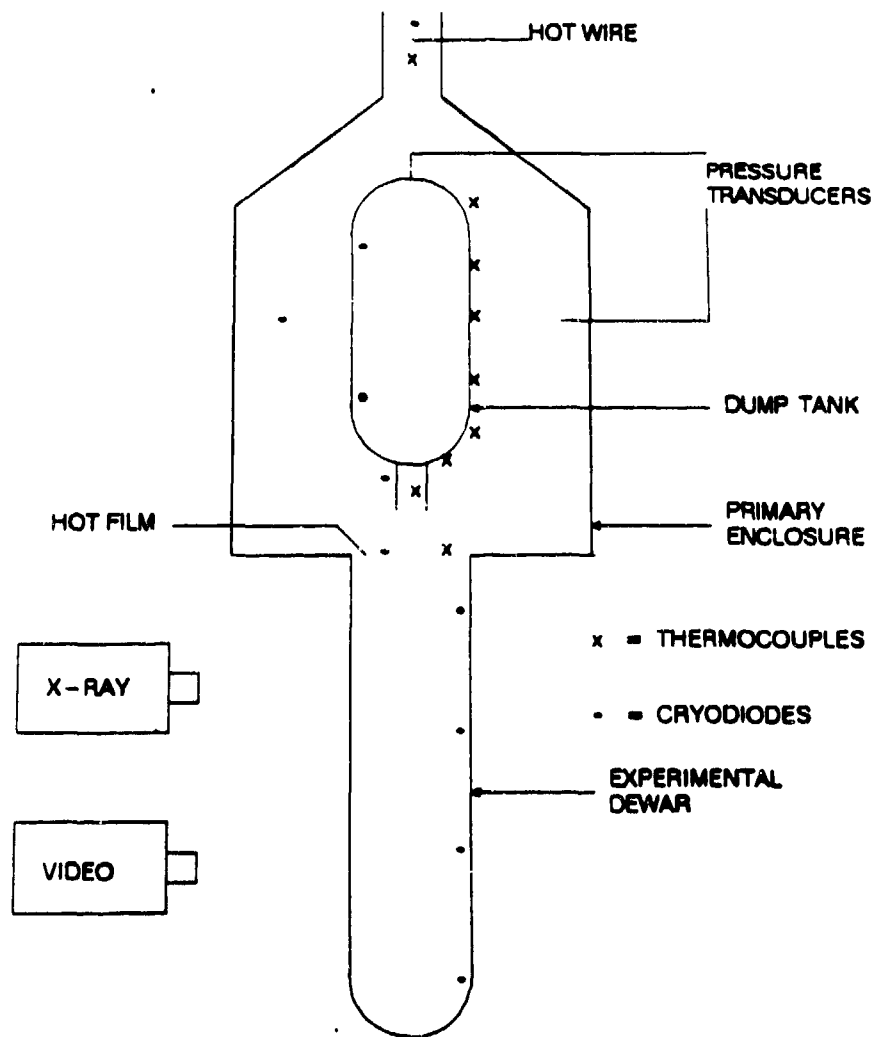 HOT WIRE
PRESSURE
TRANSDUCERS
DUMP TANK
HOT FILM
PRIMARY
ENCLOSURE
x = THERMOCOUPLES
X-RAY
• = CRYODIODES
EXPERIMENTAL
DEWAR
VIDEO